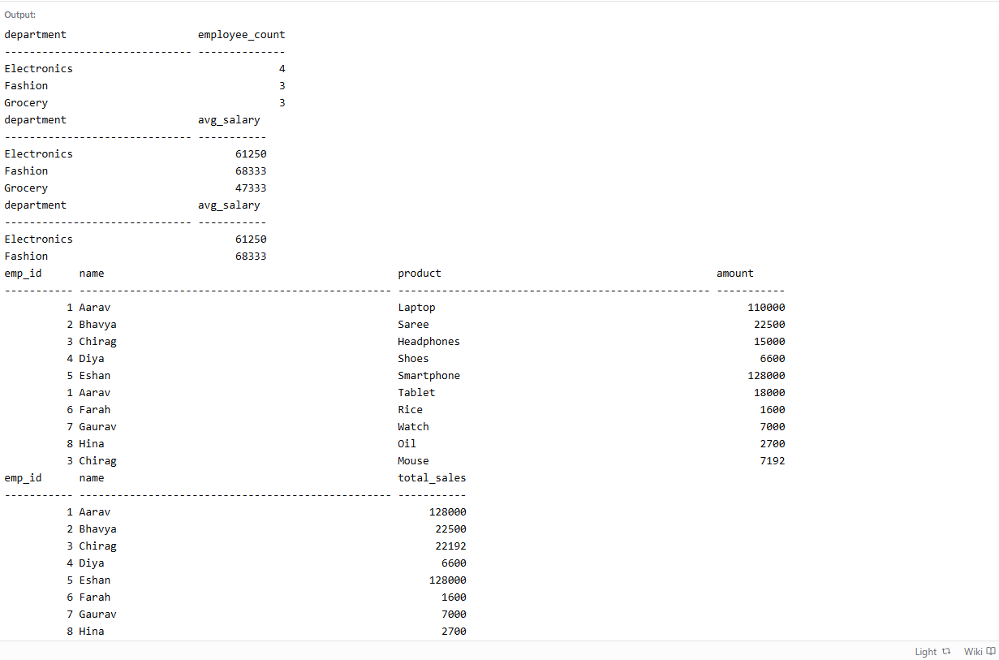 Output:
department                     employee_count
------------------------------ --------------
Electronics                                 4
Fashion                                     3
Grocery                                     3
department                     avg_salary
------------------------------ -----------
Electronics                          61250
Fashion                              68333
Grocery                              47333
department                     avg_salary
------------------------------ -----------
Electronics                          61250
Fashion                              68333
emp_id      name                                               product                                            amount
----------- -------------------------------------------------- -------------------------------------------------- -----------
          1 Aarav                                              Laptop                                                  110000
          2 Bhavya                                             Saree                                                    22500
          3 Chirag                                             Headphones                                               15000
          4 Diya                                               Shoes                                                     6600
          5 Eshan                                              Smartphone                                              128000
          1 Aarav                                              Tablet                                                   18000
          6 Farah                                              Rice                                                      1600
          7 Gaurav                                             Watch                                                     7000
          8 Hina                                               Oil                                                       2700
          3 Chirag                                             Mouse                                                     7192
emp_id      name                                               total_sales
----------- -------------------------------------------------- -----------
          1 Aarav                                                   128000
          2 Bhavya                                                   22500
          3 Chirag                                                   22192
          4 Diya                                                      6600
          5 Eshan                                                   128000
          6 Farah                                                     1600
          7 Gaurav                                                    7000
          8 Hina                                                      2700
Light Wiki